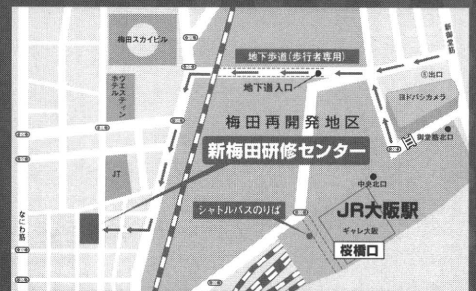 梅田スカイビル
新御堂筋
地下歩道(歩行者専用)
⑤出口
地下道入口
ヨドバシカメラ
ウェスティン
ホテル
梅田再開発地区
御堂筋北口
新梅田研修センター
JT
中央北口
JR大阪駅
シャトルバスのりば
ギャレ大阪
桜橋口
なにわ筋